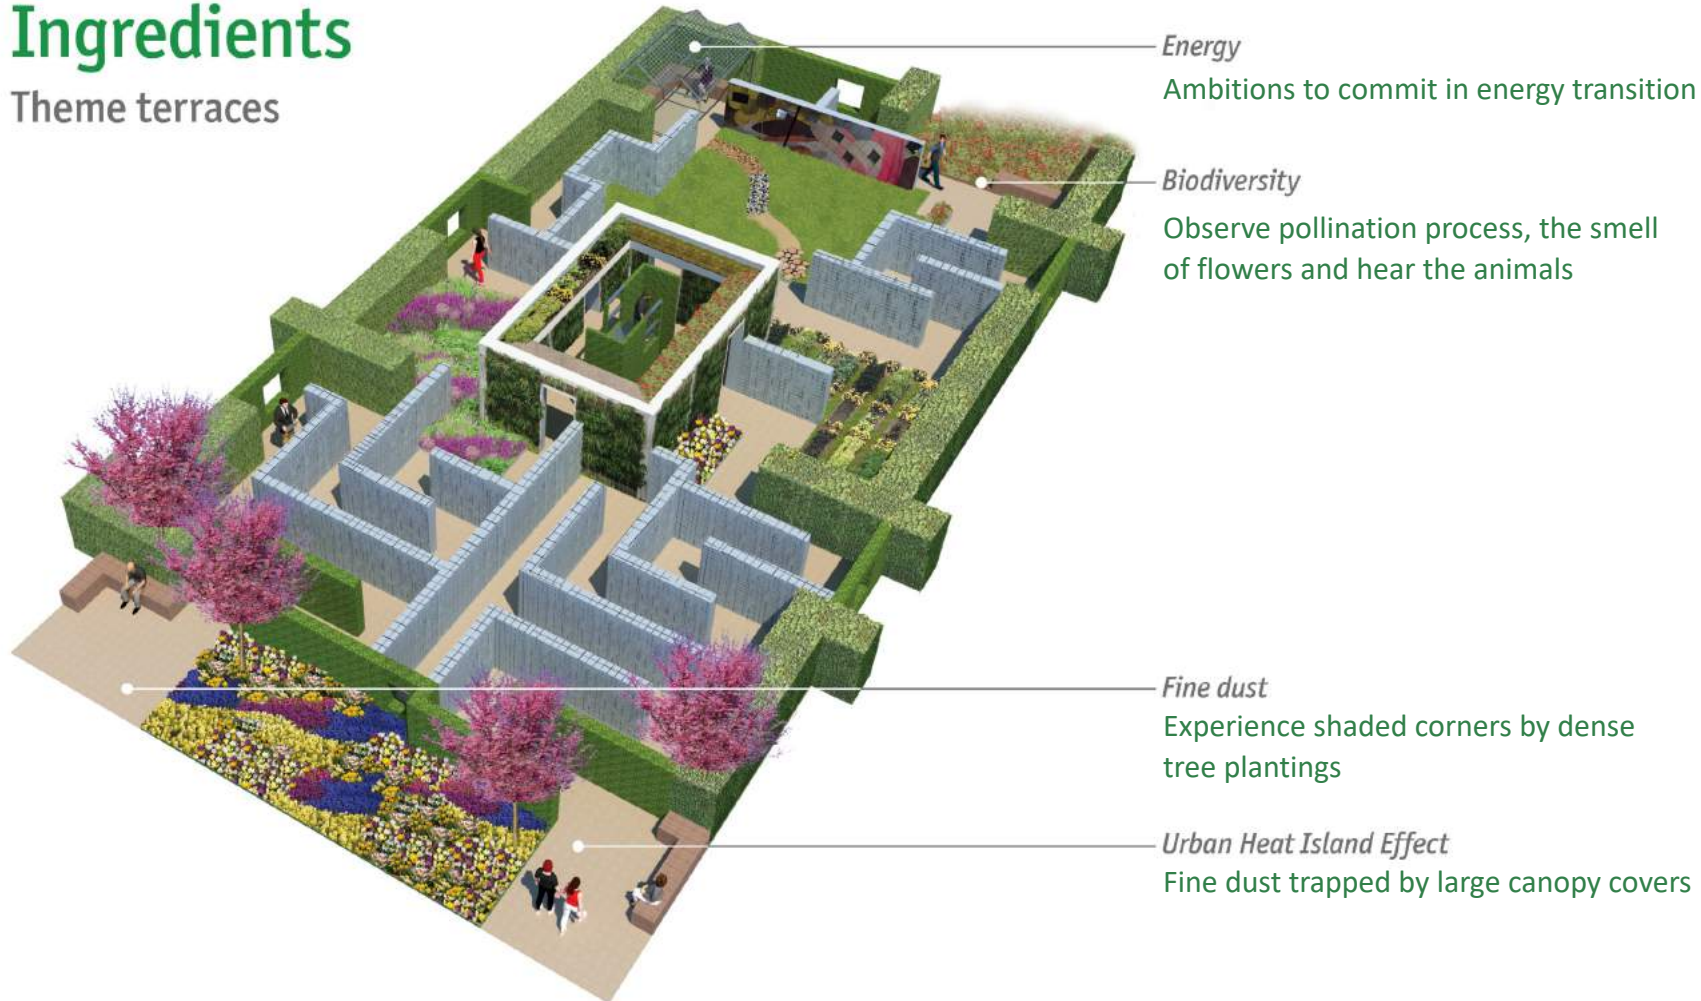 Ingredients
Theme terraces
Energy
Ambitions to commit in energy transition
Biodiversity
Observe pollination process, the smell
of flowers and hear the animals
Fine dust
Experience shaded corners by dense
tree plantings
Urban Heat Island Effect
Fine dust trapped by large canopy covers